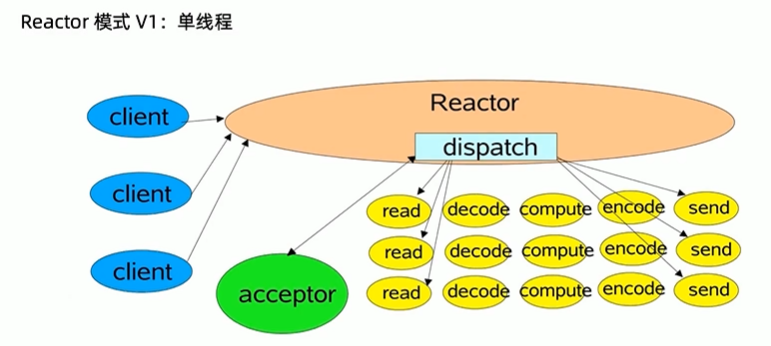 Reactor 模式 V1：单线程
Reactor
client
dispatch
client
read decode compute encode send
read decode compute encode send
client
acceptor
read decode compute encode send